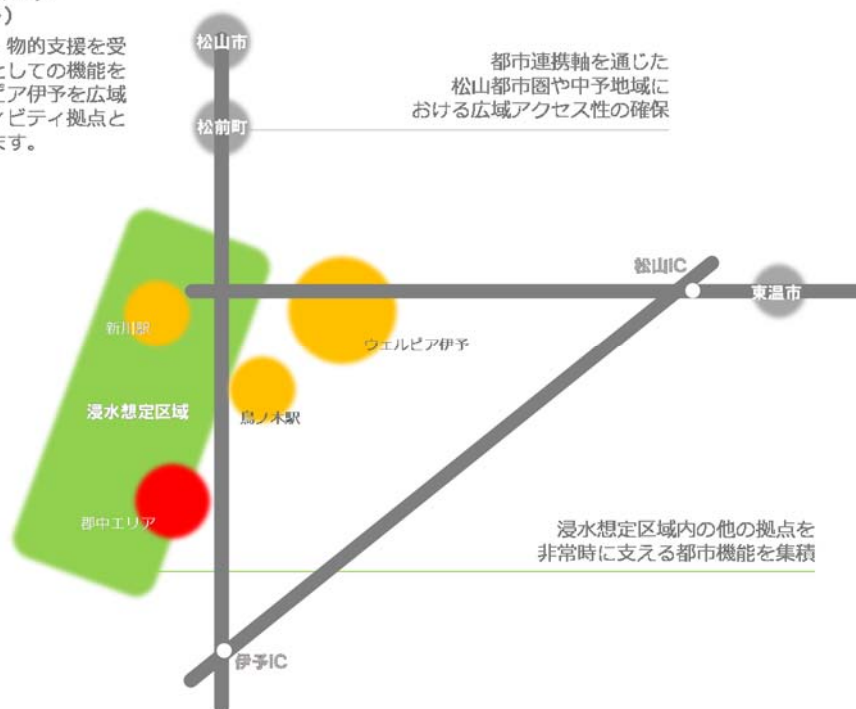 物的支援を受
としての機能を
ピア伊予を広域
ィビティ拠点と
ます。
松山市
松前町
都市連携軸を通じた
松山都市圏や中予地域に
おける広域アクセス性の確保
松山IC
東温市
新川駅
ウェルピア伊予
鳥ノ木駅
浸水想定区域
郡中エリア
浸水想定区域内の他の拠点を
非常時に支える都市機能を集積
伊予IC